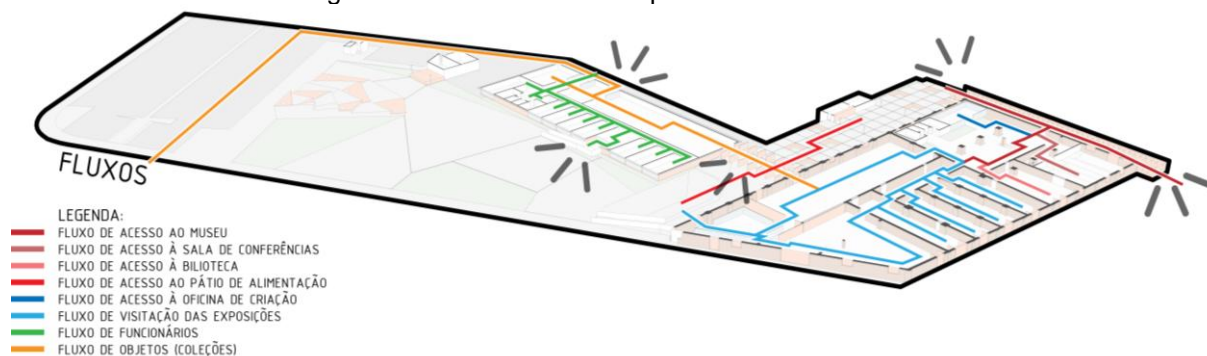 FLUXOS
LEGENDA:
FLUXO DE ACESSO AO MUSEU
FLUXO DE ACESSO À SALA DE CONFERÊNCIAS
FLUXO DE ACESSO À BILIOTECA
FLUXO DE ACESSO AO PÁTIO DE ALIMENTAÇÃO
FLUXO DE ACESSO À OFICINA DE CRIAÇÃO
FLUXO DE VISITAÇÃO DAS EXPOSIÇÕES
FLUXO DE FUNCIONÁRIOS
FLUXO DE OBJETOS (COLEÇÕES)